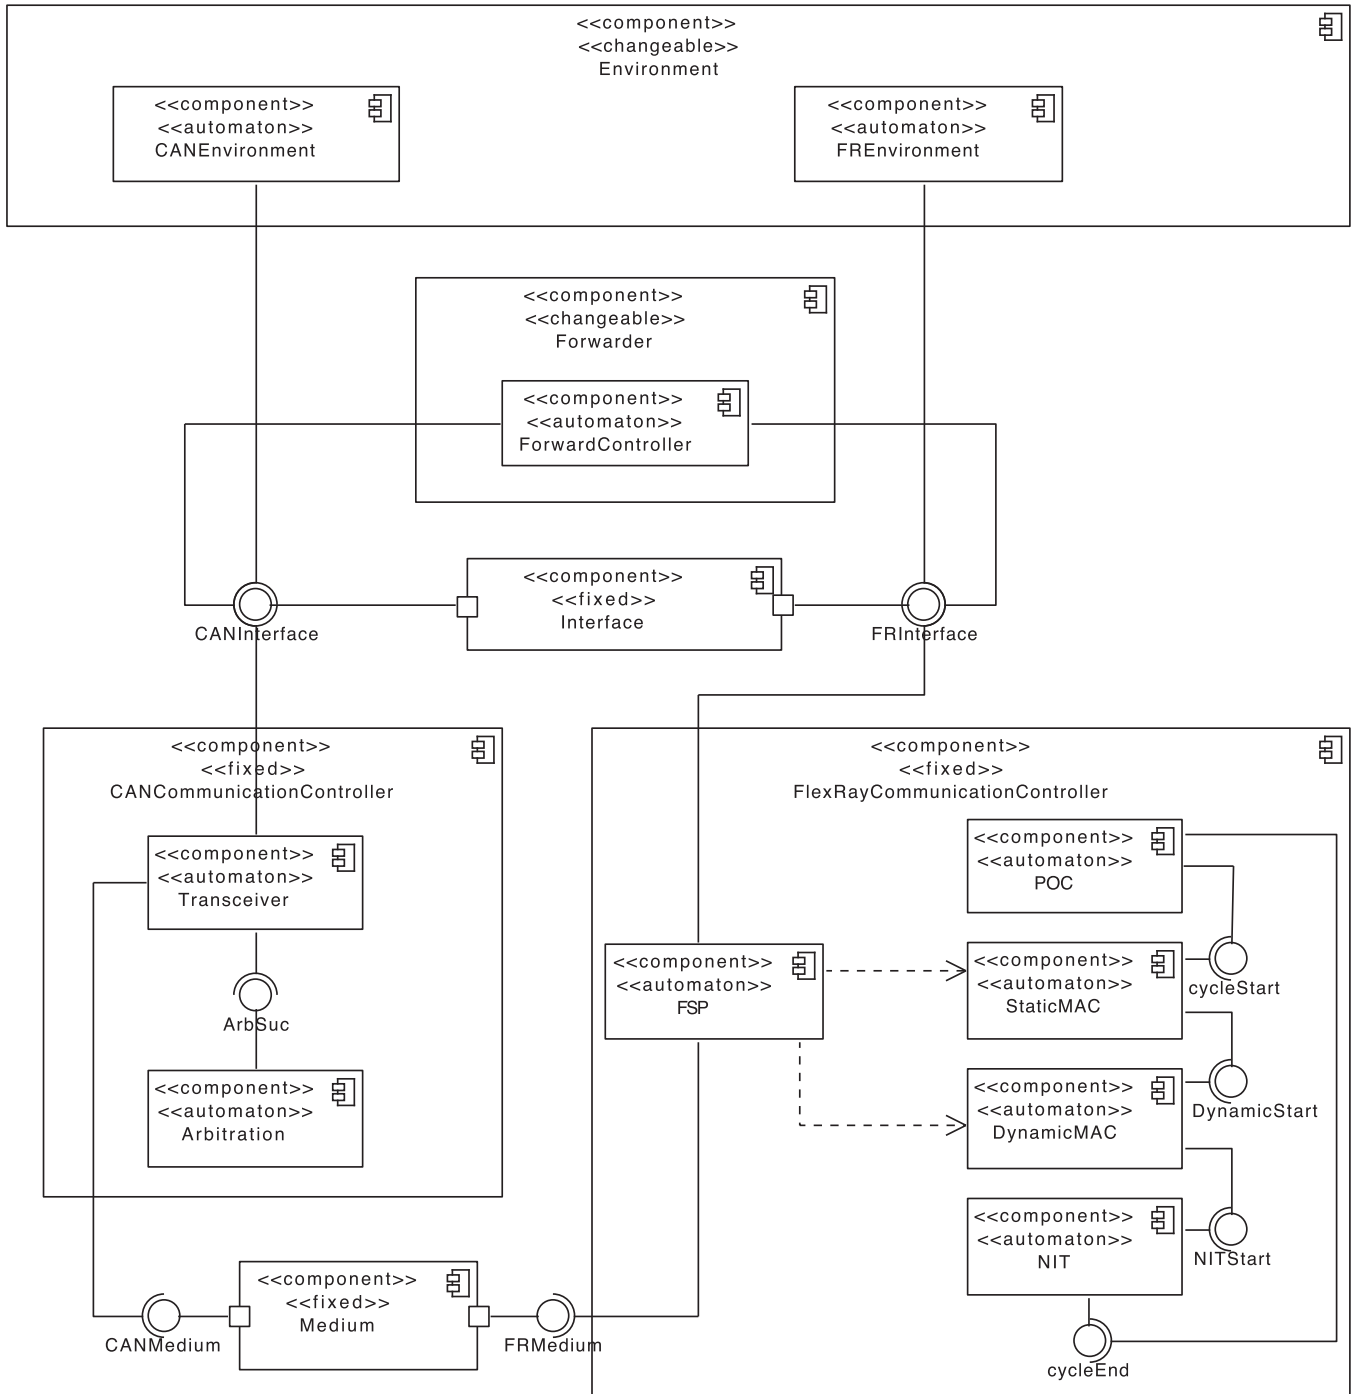 <<component>>
<<changeable>>
Environment
<<component>>
<<automaton>>
CANEnvironment
<<component>>
<<automaton>>
FREnvironment
<<component>>
<<changeable>>
Forwarder
<<component>>
<<automaton>>
ForwardController
<<component>>
<<fixed>>
Interface
CANInterface
FRInterface
<<component>>
<<fixed>>
CANCommunicationController
<<component>>
<<automaton>>
Transceiver
ArbSuc
<<component>>
<<automaton>>
Arbitration
<<component>>
<<fixed>>
FlexRayCommunicationController
<<component>>
<<automaton>>
POC
<<component>>
<<automaton>>
FSP
<<component>>
<<automaton>>
StaticMAC
cycleStart
<<component>>
<<automaton>>
DynamicMAC
DynamicStart
<<component>>
<<automaton>>
NIT
NITStart
cycleEnd
<<component>>
<<fixed>>
Medium
CANMedium
FRMedium